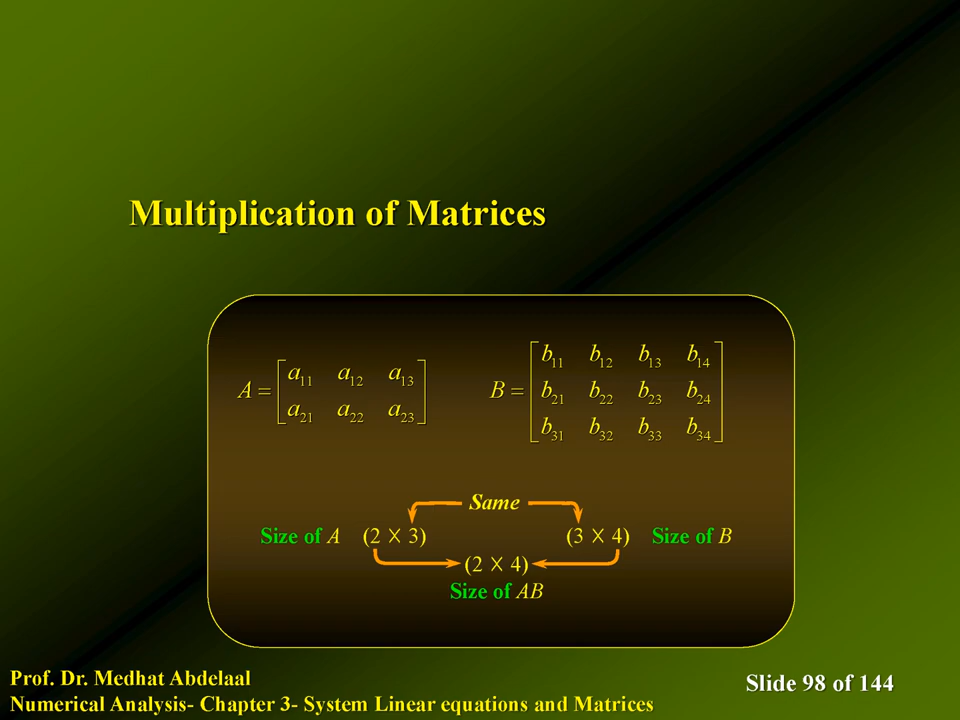 Multiplication of Matrices
A = [a₁₁ a₁₂ a₁₃
a₂₁ a₂₂ a₂₃]
B = [b₁₁ b₁₂ b₁₃ b₁₄
b₂₁ b₂₂ b₂₃ b₂₄
b₃₁ b₃₂ b₃₃ b₃₄]
Same
Size of A (2 X 3) (3 X 4) Size of B
(2 X 4)
Size of AB
Prof. Dr. Medhat Abdelaal
Numerical Analysis- Chapter 3- System Linear equations and Matrices
Slide 98 of 144